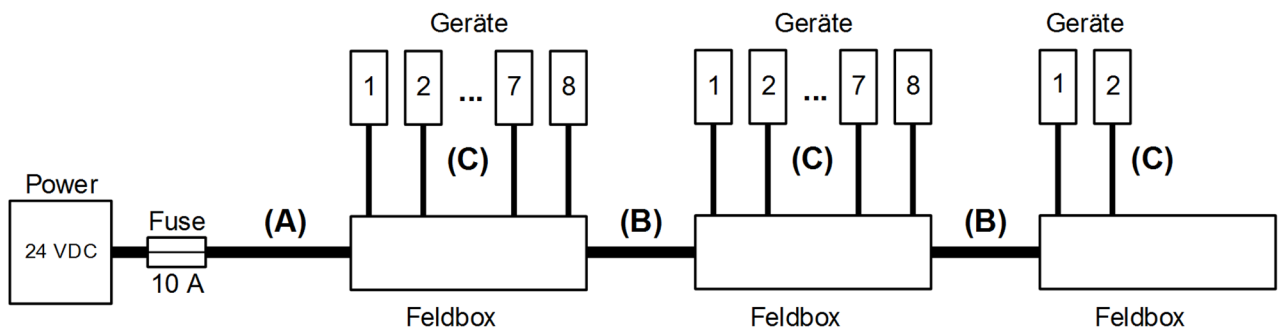 Geräte Geräte Geräte
1 2 ... 7 8 1 2 ... 7 8 1 2
(C) (C) (C)
Power
Fuse (A) (B) (B)
24 VDC
10 A
Feldbox Feldbox Feldbox